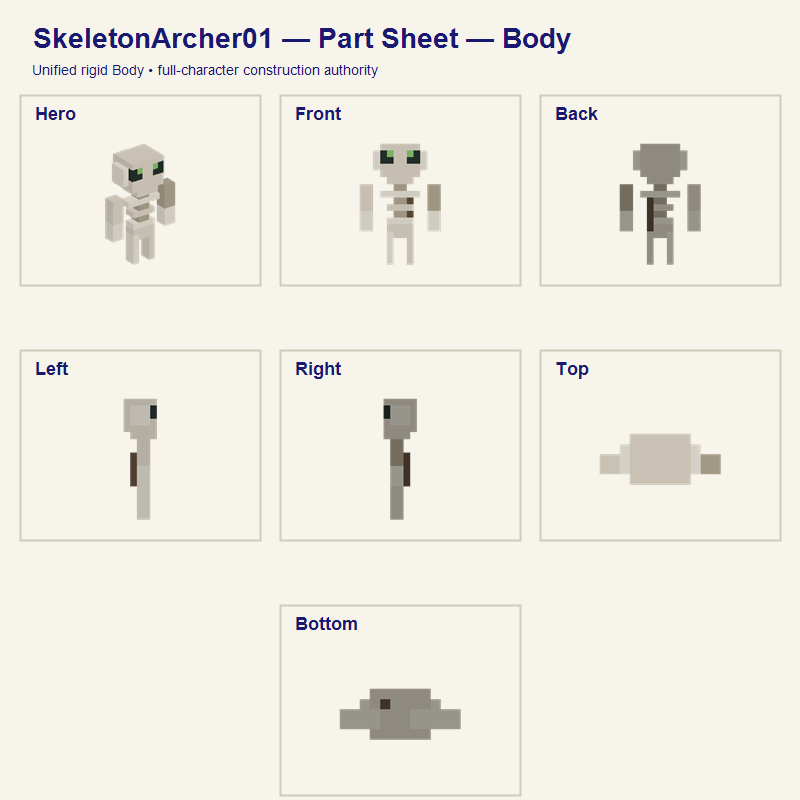 SkeletonArcher01 — Part Sheet — Body
Unified rigid Body • full-character construction authority
Hero
Front
Back
Left
Right
Top
Bottom